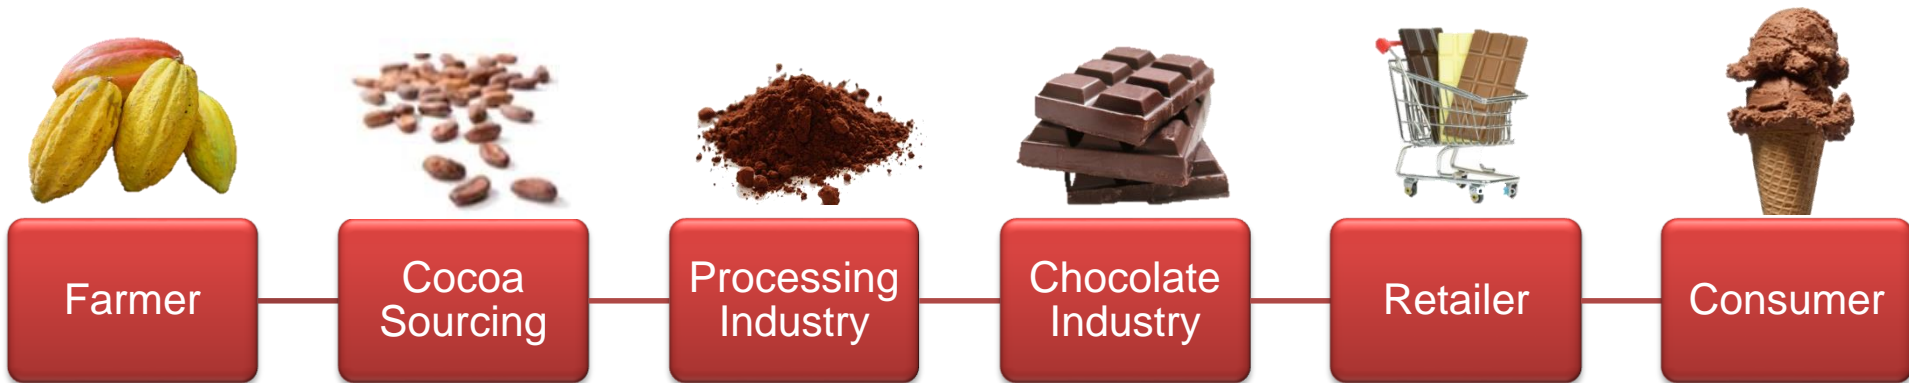 Farmer
Cocoa
Sourcing
Processing
Industry
Chocolate
Industry
Retailer
Consumer